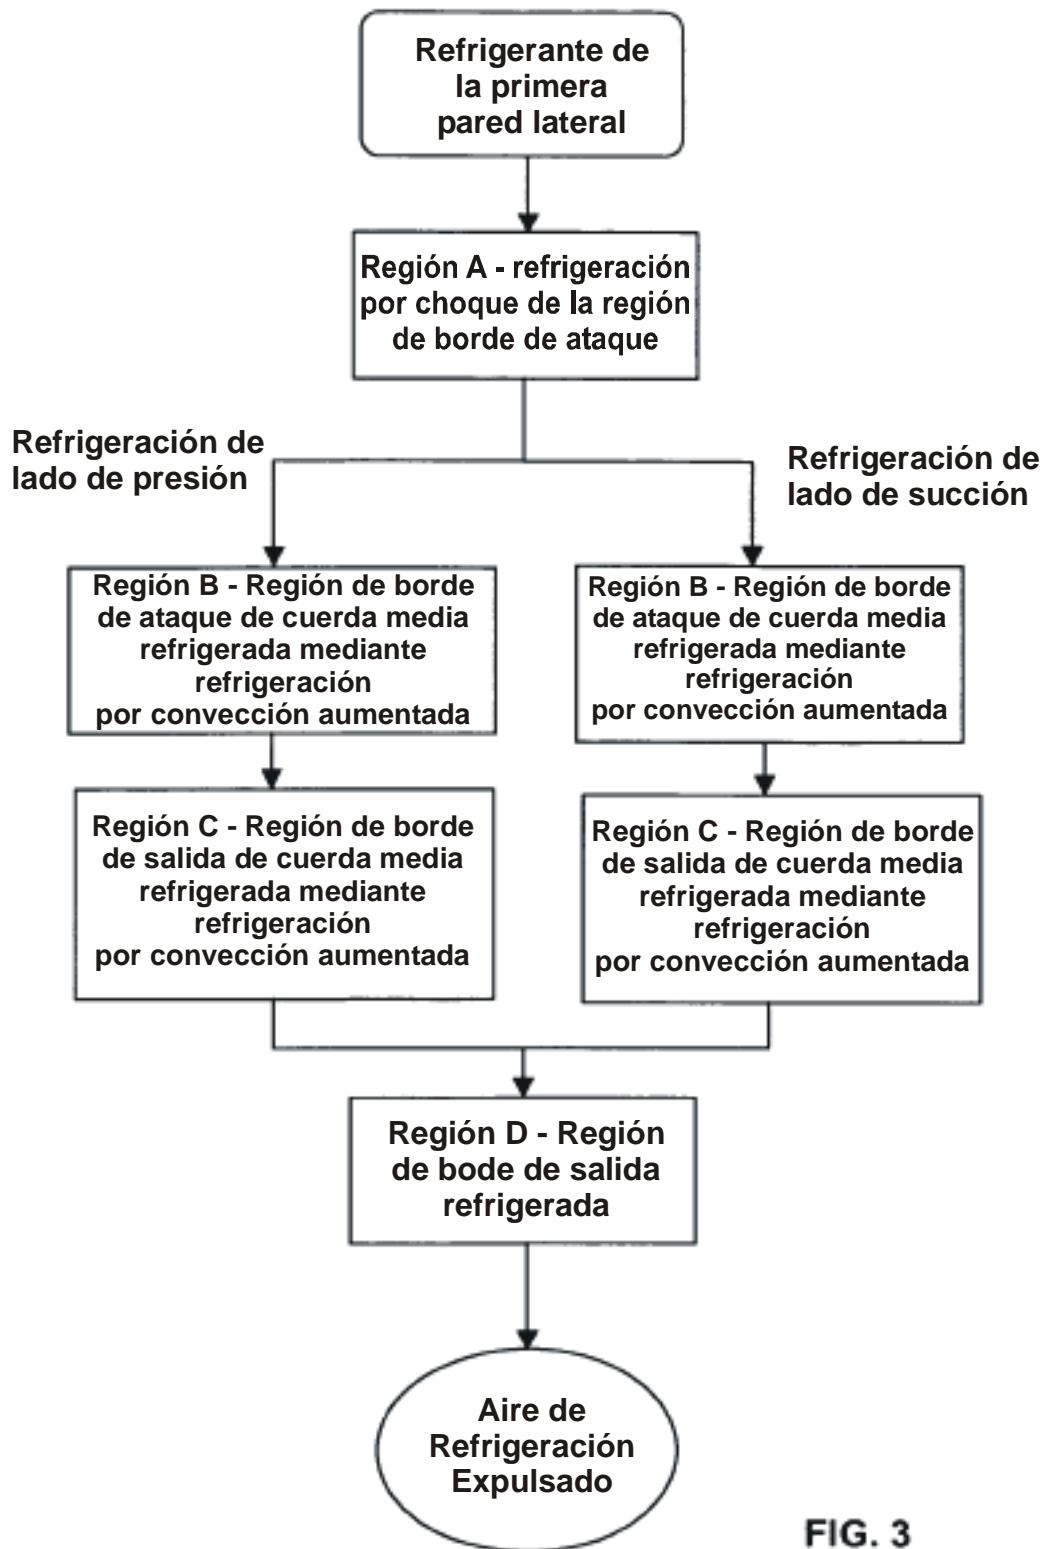 Refrigerante de
la primera
pared lateral
Región A - refrigeración
por choque de la región
de borde de ataque
Refrigeración de
lado de presión
Refrigeración de
lado de succión
Región B - Región de borde
de ataque de cuerda media
refrigerada mediante
refrigeración
por convección aumentada
Región B - Región de borde
de ataque de cuerda media
refrigerada mediante
refrigeración
por convección aumentada
Región C - Región de borde
de salida de cuerda media
refrigerada mediante
refrigeración
por convección aumentada
Región C - Región de borde
de salida de cuerda media
refrigerada mediante
refrigeración
por convección aumentada
Región D - Región
de bode de salida
refrigerada
Aire de
Refrigeración
Expulsado
FIG. 3